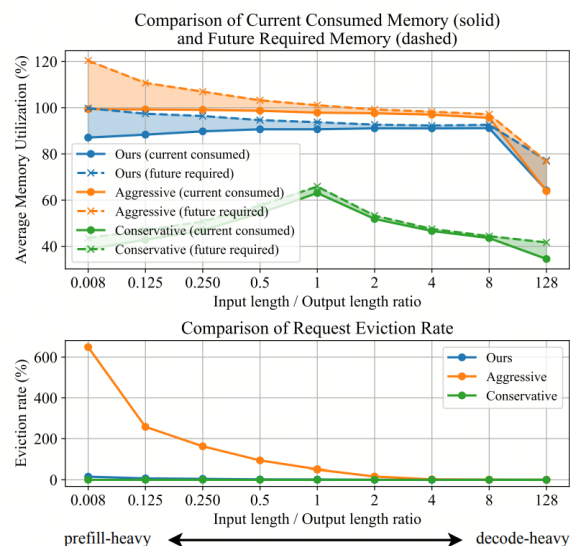 Comparison of Current Consumed Memory (solid)
and Future Required Memory (dashed)
Average Memory Utilization (%)
120
100
80
60
40
Ours (current consumed)
Ours (future required)
Aggressive (current consumed)
Aggressive (future required)
Conservative (current consumed)
Conservative (future required)
0.008 0.125 0.250 0.5 1 2 4 8 128
Input length / Output length ratio
Comparison of Request Eviction Rate
Eviction rate (%)
600
400
200
0
Ours
Aggressive
Conservative
0.008 0.125 0.250 0.5 1 2 4 8 128
Input length / Output length ratio
prefill-heavy decode-heavy